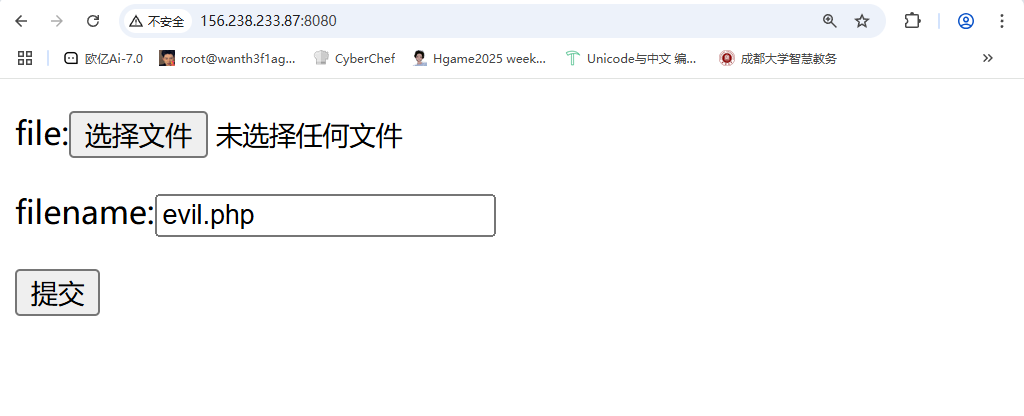 不安全 156.238.233.87:8080
欧亿Ai-7.0 root@wanth3f1ag... CyberChef Hgame2025 week... Unicode与中文 编... 成都大学智慧教务 »
file:选择文件 未选择任何文件
filename:evil.php
提交